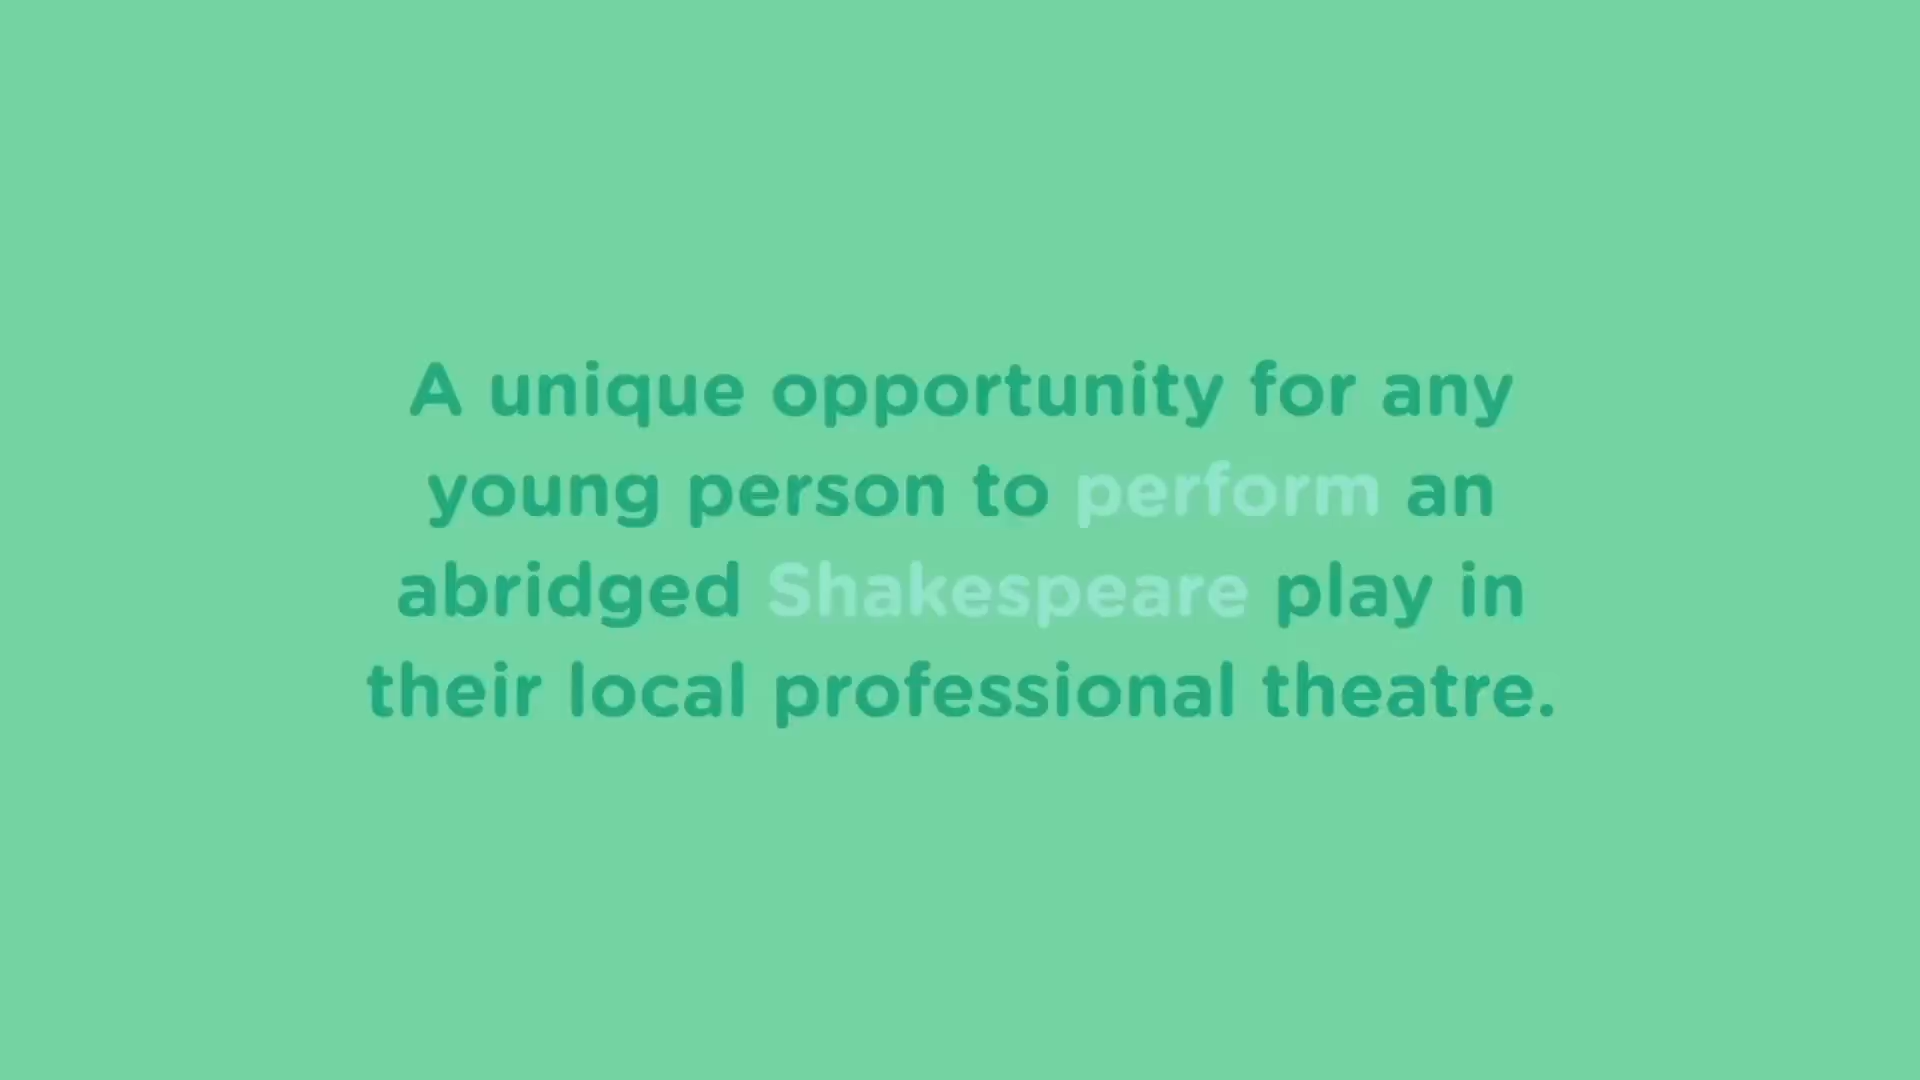 A unique opportunity for any
young person to perform an
abridged Shakespeare play in
their local professional theatre.